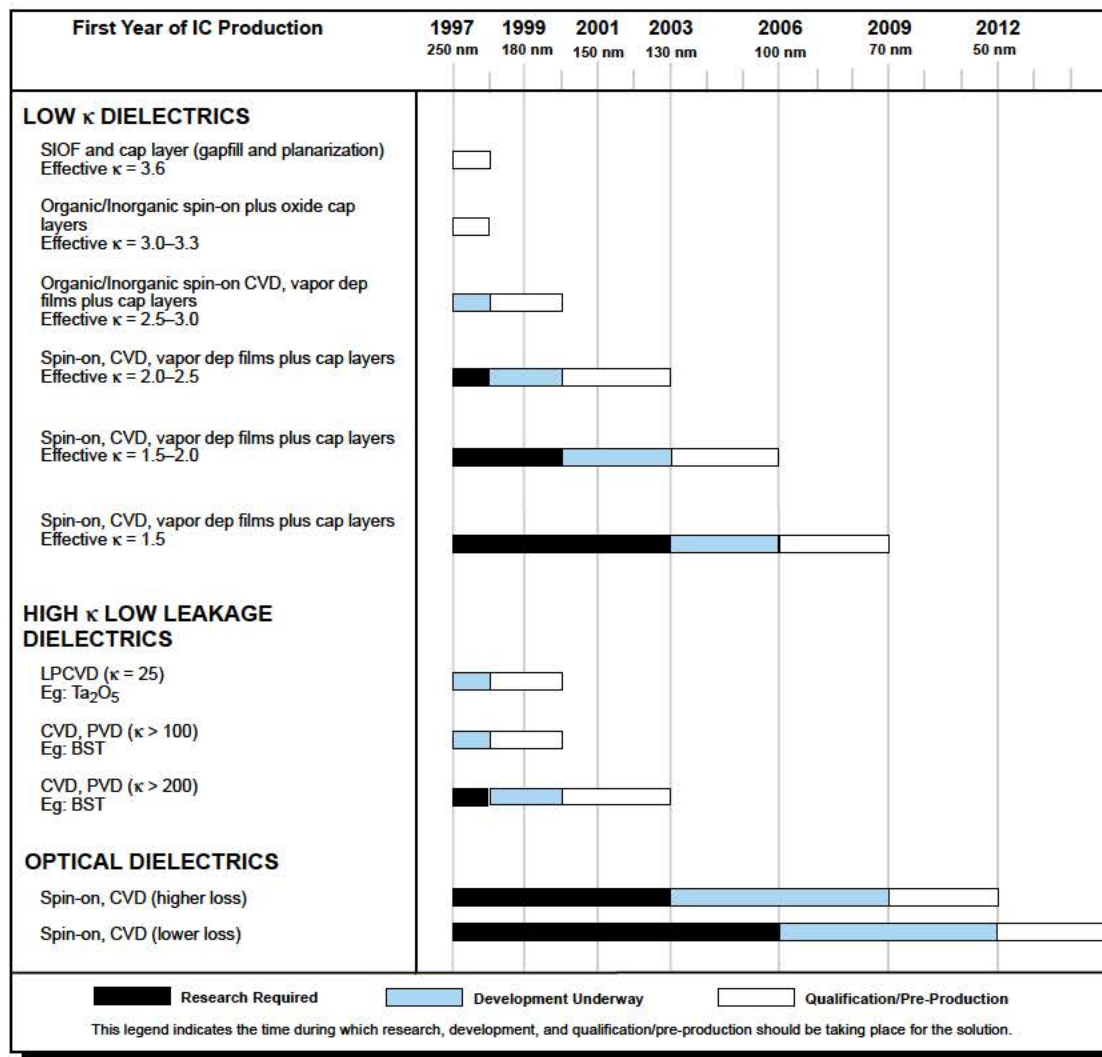 First Year of IC Production
1997 1999 2001 2003 2006 2009 2012
250 nm 180 nm 150 nm 130 nm 100 nm 70 nm 50 nm
LOW κ DIELECTRICS
SIOF and cap layer (gapfill and planarization)
Effective κ = 3.6
Organic/Inorganic spin-on plus oxide cap
layers
Effective κ = 3.0–3.3
Organic/Inorganic spin-on CVD, vapor dep
films plus cap layers
Effective κ = 2.5–3.0
Spin-on, CVD, vapor dep films plus cap layers
Effective κ = 2.0–2.5
Spin-on, CVD, vapor dep films plus cap layers
Effective κ = 1.5–2.0
Spin-on, CVD, vapor dep films plus cap layers
Effective κ = 1.5
HIGH κ LOW LEAKAGE
DIELECTRICS
LPCVD (κ = 25)
Eg: Ta₂O₅
CVD, PVD (κ > 100)
Eg: BST
CVD, PVD (κ > 200)
Eg: BST
OPTICAL DIELECTRICS
Spin-on, CVD (higher loss)
Spin-on, CVD (lower loss)
Research Required Development Underway Qualification/Pre-Production
This legend indicates the time during which research, development, and qualification/pre-production should be taking place for the solution.